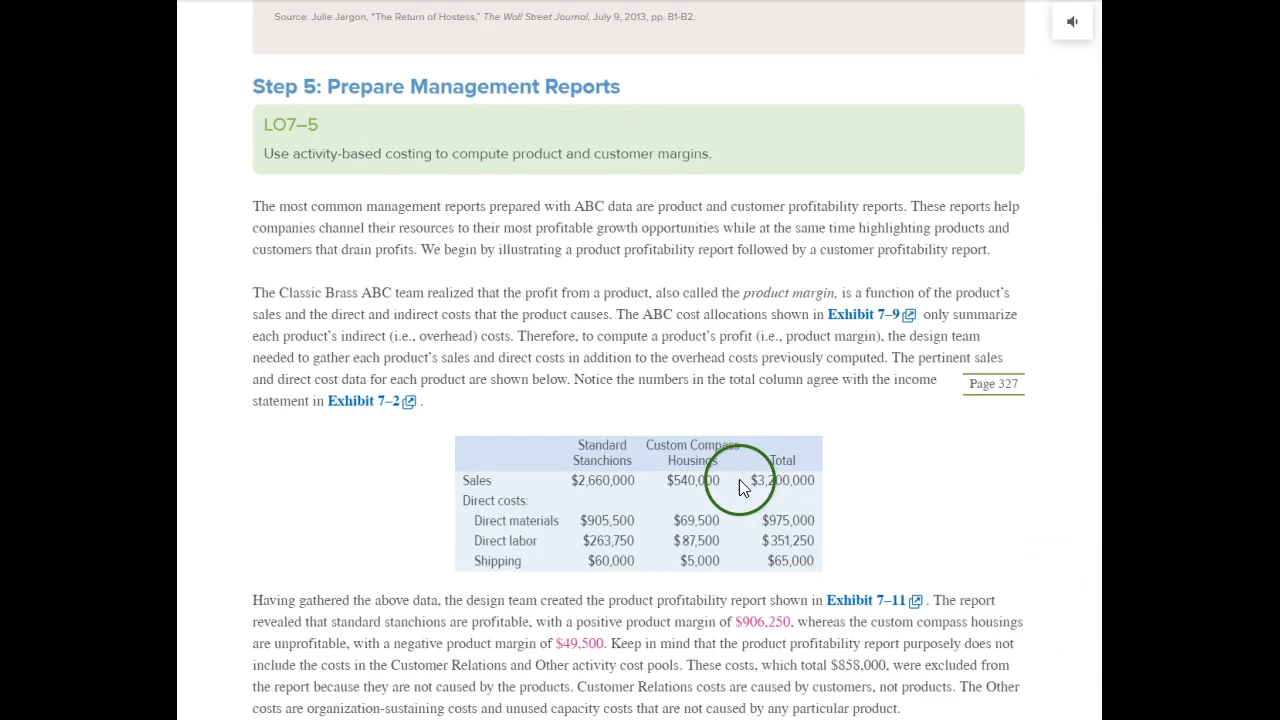 Source: Julie Jargon, “The Return of Hostess,” The Wall Street Journal, July 9, 2013, pp. B1-B2.
Step 5: Prepare Management Reports
LO7–5
Use activity-based costing to compute product and customer margins.
The most common management reports prepared with ABC data are product and customer profitability reports. These reports help
companies channel their resources to their most profitable growth opportunities while at the same time highlighting products and
customers that drain profits. We begin by illustrating a product profitability report followed by a customer profitability report.
The Classic Brass ABC team realized that the profit from a product, also called the product margin, is a function of the product’s
sales and the direct and indirect costs that the product causes. The ABC cost allocations shown in Exhibit 7–9 only summarize
each product’s indirect (i.e., overhead) costs. Therefore, to compute a product’s profit (i.e., product margin), the design team
needed to gather each product’s sales and direct costs in addition to the overhead costs previously computed. The pertinent sales
and direct cost data for each product are shown below. Notice the numbers in the total column agree with the income
Page 327
statement in Exhibit 7–2 .
Standard Custom Compass
Stanchions Housings Total
Sales $2,660,000 $540,000 $3,200,000
Direct costs:
Direct materials $905,500 $69,500 $975,000
Direct labor $263,750 $87,500 $351,250
Shipping $60,000 $5,000 $65,000
Having gathered the above data, the design team created the product profitability report shown in Exhibit 7–11 . The report
revealed that standard stanchions are profitable, with a positive product margin of $906,250, whereas the custom compass housings
are unprofitable, with a negative product margin of $49,500. Keep in mind that the product profitability report purposely does not
include the costs in the Customer Relations and Other activity cost pools. These costs, which total $858,000, were excluded from
the report because they are not caused by the products. Customer Relations costs are caused by customers, not products. The Other
costs are organization-sustaining costs and unused capacity costs that are not caused by any particular product.